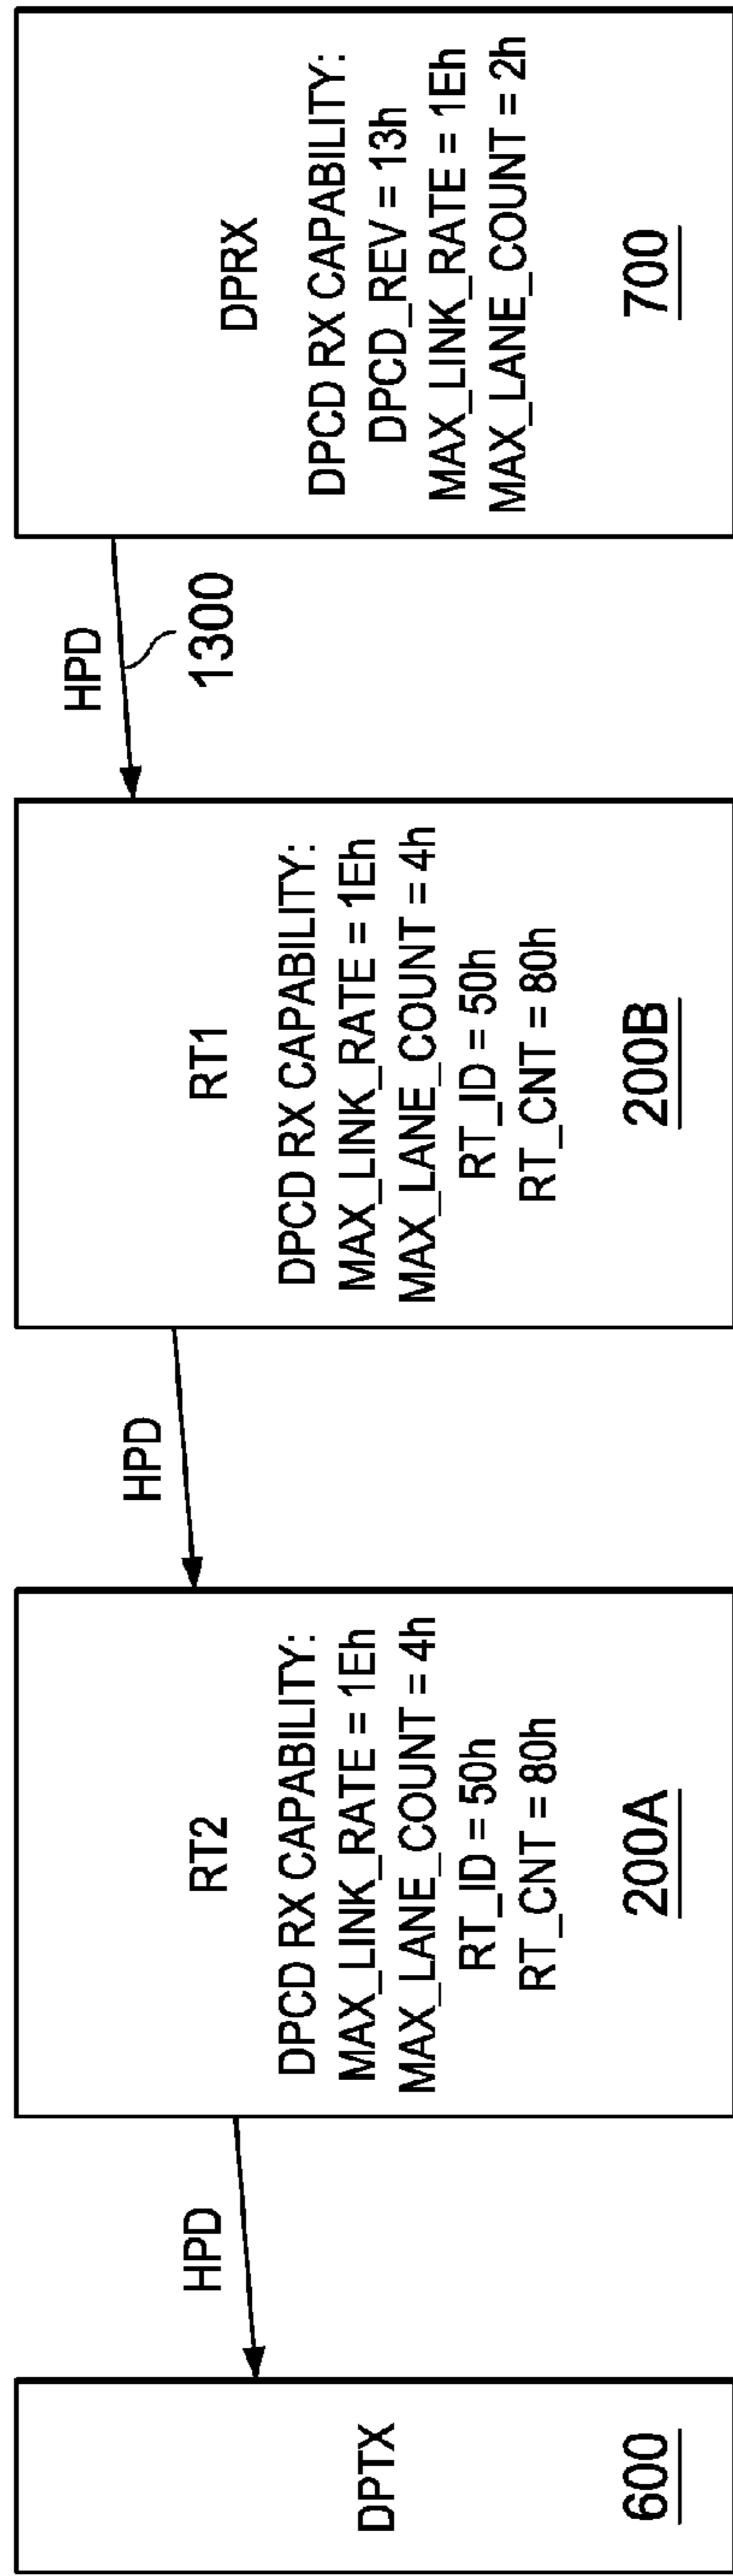 DPTX
600
HPD
RT2
DPCD RX CAPABILITY:
MAX_LINK_RATE = 1Eh
MAX_LANE_COUNT = 4h
RT_ID = 50h
RT_CNT = 80h
200A
HPD
RT1
DPCD RX CAPABILITY:
MAX_LINK_RATE = 1Eh
MAX_LANE_COUNT = 4h
RT_ID = 50h
RT_CNT = 80h
200B
HPD
1300
DPRX
DPCD RX CAPABILITY:
DPCD_REV = 13h
MAX_LINK_RATE = 1Eh
MAX_LANE_COUNT = 2h
700